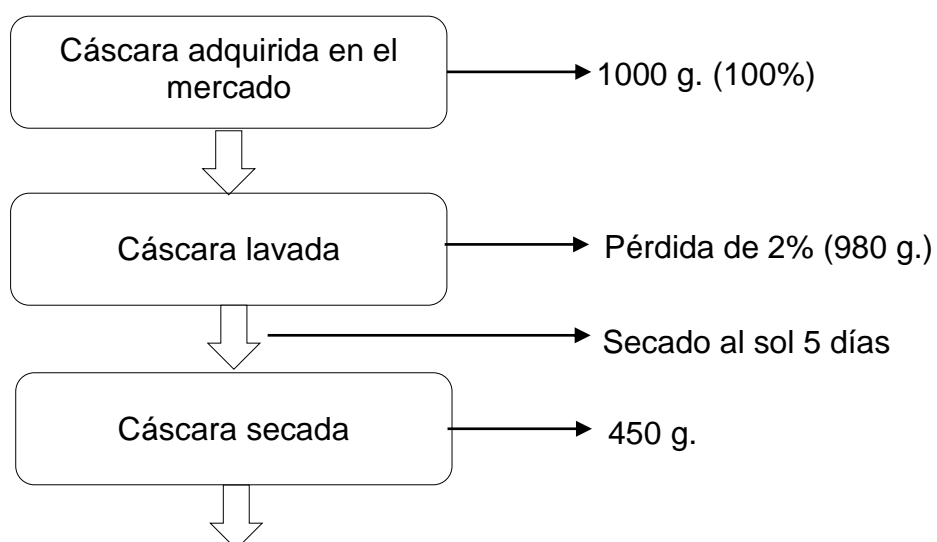 Cáscara adquirida en el
mercado
1000 g. (100%)
Cáscara lavada
Pérdida de 2% (980 g.)
Secado al sol 5 días
Cáscara secada
450 g.